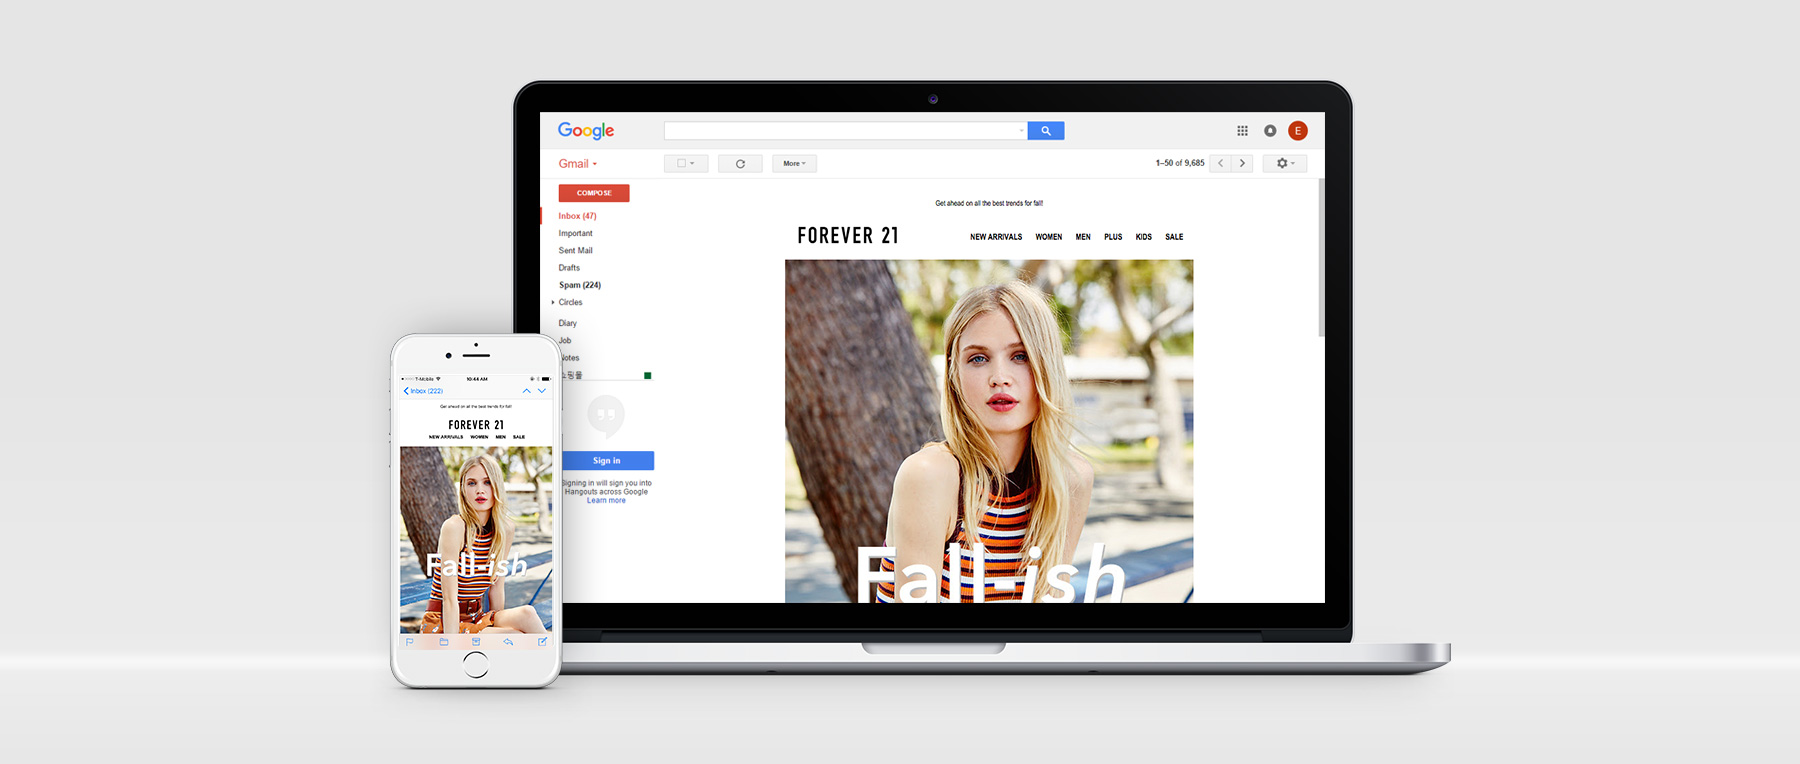 Google
E
Gmail
More
1–50 of 9,685
COMPOSE
Inbox (47)
Important
Sent Mail
Drafts
Spam (224)
Circles
Diary
Job
Notes
쇼핑몰
Sign in
Signing in will sign you into
Hangouts across Google
Learn more
Get ahead on all the best trends for fall!
FOREVER 21
NEW ARRIVALS WOMEN MEN PLUS KIDS SALE
Fall-ish
T-Mobile 10:44 AM
Inbox (222)
Get ahead on all the best trends for fall!
FOREVER 21
NEW ARRIVALS WOMEN MEN SALE
Fall-ish